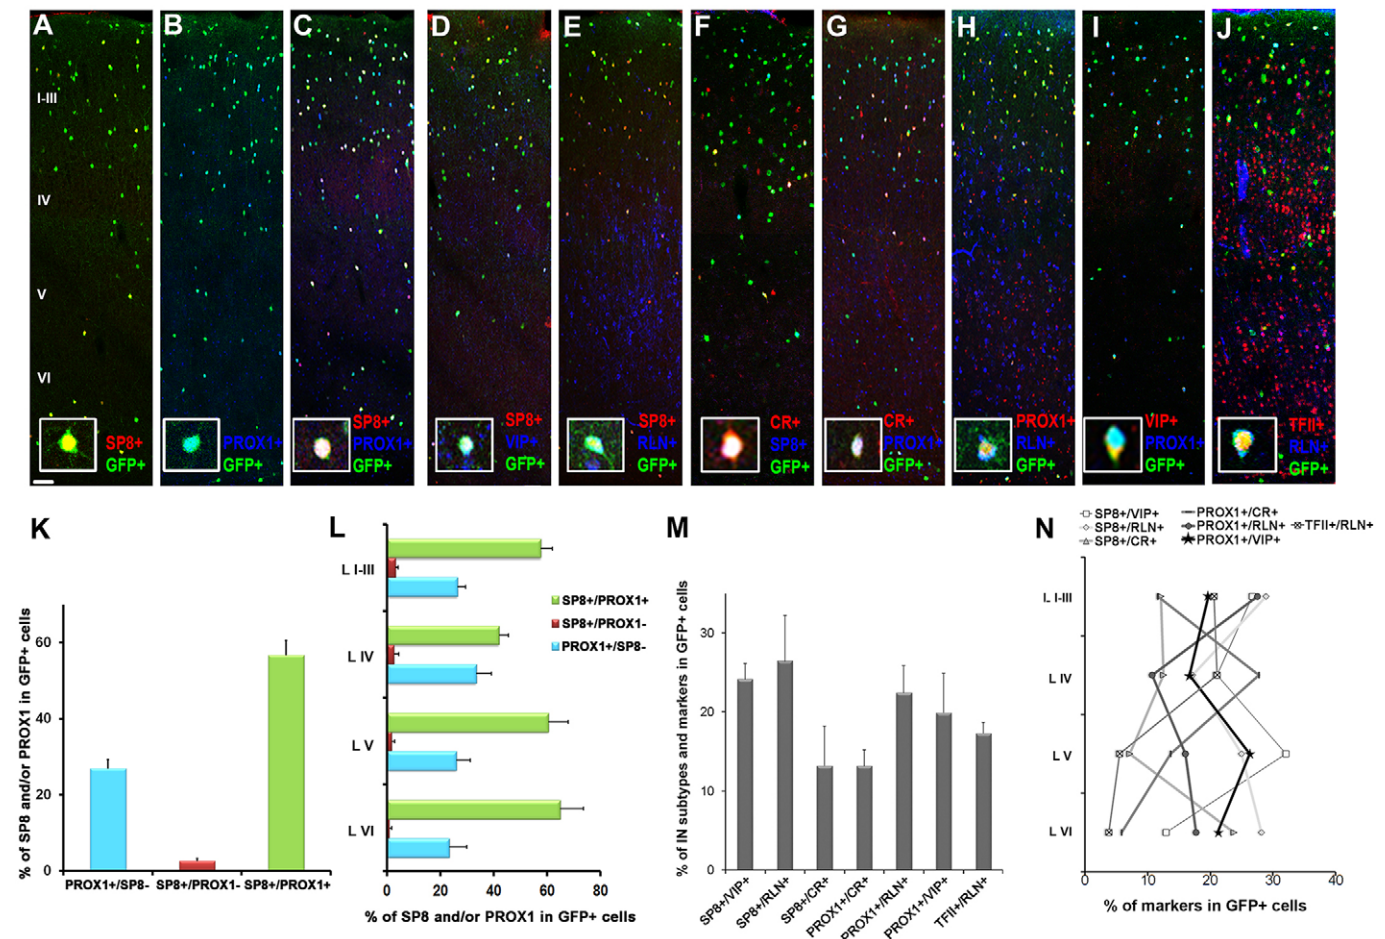 A B C D E F G H I J
I-III
IV
V
VI
SP8+
GFP+
PROX1+
GFP+
SP8+
PROX1+
GFP+
SP8+
VIP+
GFP+
SP8+
RLN+
GFP+
CR+
SP8+
GFP+
CR+
PROX1+
GFP+
PROX1+
RLN+
GFP+
VIP+
PROX1+
GFP+
TFII+
RLN+
GFP+
K
% of SP8 and/or PROX1 in GFP+ cells
60
40
20
0
PROX1+/SP8- SP8+/PROX1- SP8+/PROX1+
L
L I-III
L IV
L V
L VI
SP8+/PROX1+
SP8+/PROX1-
PROX1+/SP8-
0 20 40 60 80
% of SP8 and/or PROX1 in GFP+ cells
M
% of IN subtypes and markers in GFP+ cells
30
20
10
0
SP8+/VIP+
SP8+/RLN+
SP8+/CR+
PROX1+/CR+
PROX1+/RLN+
PROX1+/VIP+
TFII+/RLN+
N
SP8+/VIP+ PROX1+/CR+
SP8+/RLN+ PROX1+/RLN+ TFII+/RLN+
SP8+/CR+ PROX1+/VIP+
L I-III
L IV
L V
L VI
0 10 20 30 40
% of markers in GFP+ cells